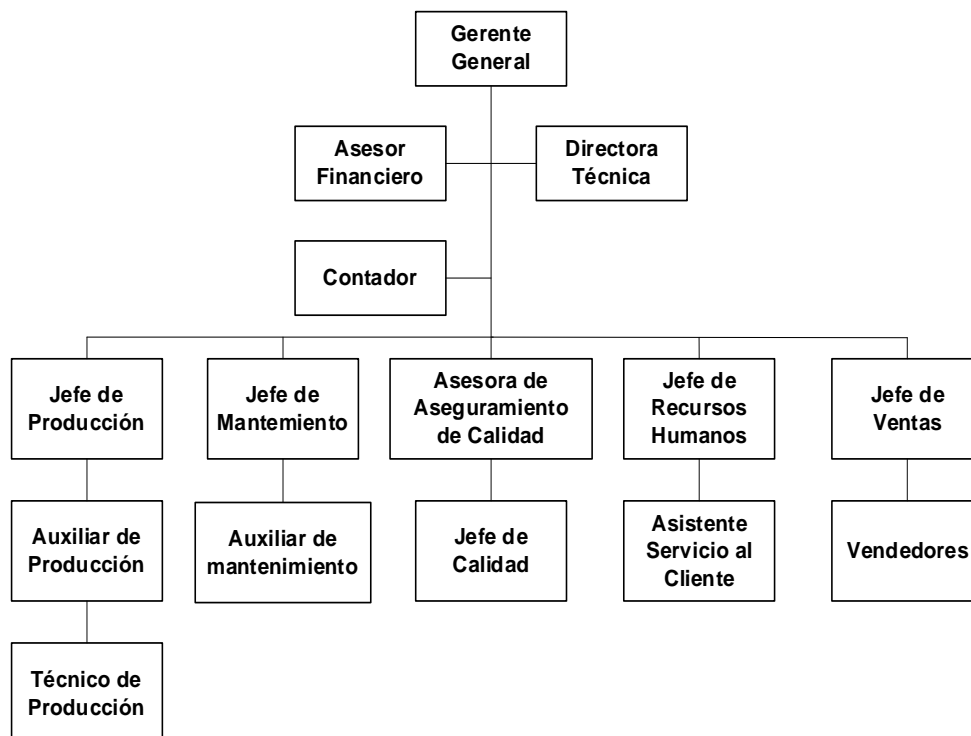 Gerente
General
Asesor
Financiero
Directora
Técnica
Contador
Jefe de
Producción
Jefe de
Mantemiento
Asesora de
Aseguramiento
de Calidad
Jefe de
Recursos
Humanos
Jefe de
Ventas
Auxiliar de
Producción
Auxiliar de
mantenimiento
Jefe de
Calidad
Asistente
Servicio al
Cliente
Vendedores
Técnico de
Producción